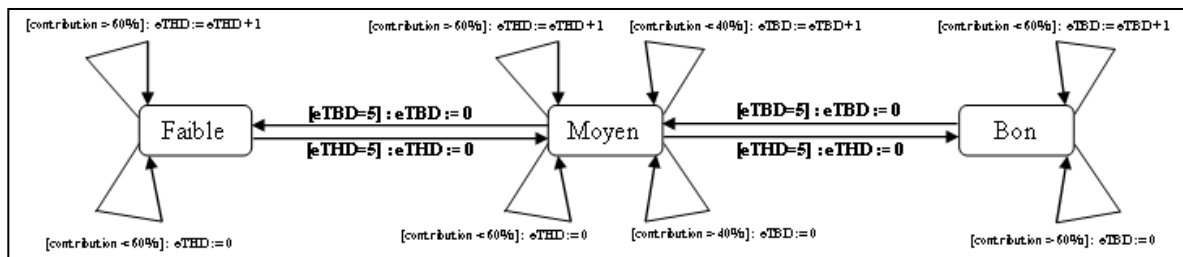 [contribution > 60%]: eTHD := eTHD + 1
[contribution > 60%]: eTHD := eTHD + 1
[contribution < 40%]: eTBD := eTBD + 1
[contribution < 60%]: eTBD := eTBD + 1
Faible
[eTBD=5] : eTBD := 0
[eTHD=5] : eTHD := 0
Moyen
[eTBD=5] : eTBD := 0
[eTHD=5] : eTHD := 0
Bon
[contribution < 60%]: eTHD := 0
[contribution < 60%]: eTHD := 0
[contribution > 40%]: eTBD := 0
[contribution > 60%]: eTBD := 0